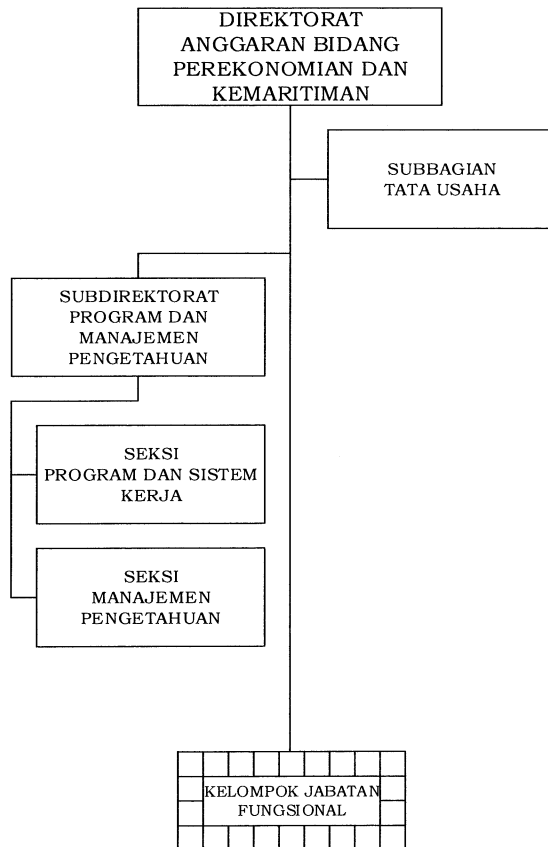 DIREKTORAT
ANGGARAN BIDANG
PEREKONOMIAN DAN
KEMARITIMAN
SUBBAGIAN
TATA USAHA
SUBDIREKTORAT
PROGRAM DAN
MANAJEMEN
PENGETAHUAN
SEKSI
PROGRAM DAN SISTEM
KERJA
SEKSI
MANAJEMEN
PENGETAHUAN
KELOMPOK JABATAN
FUNGSIONAL